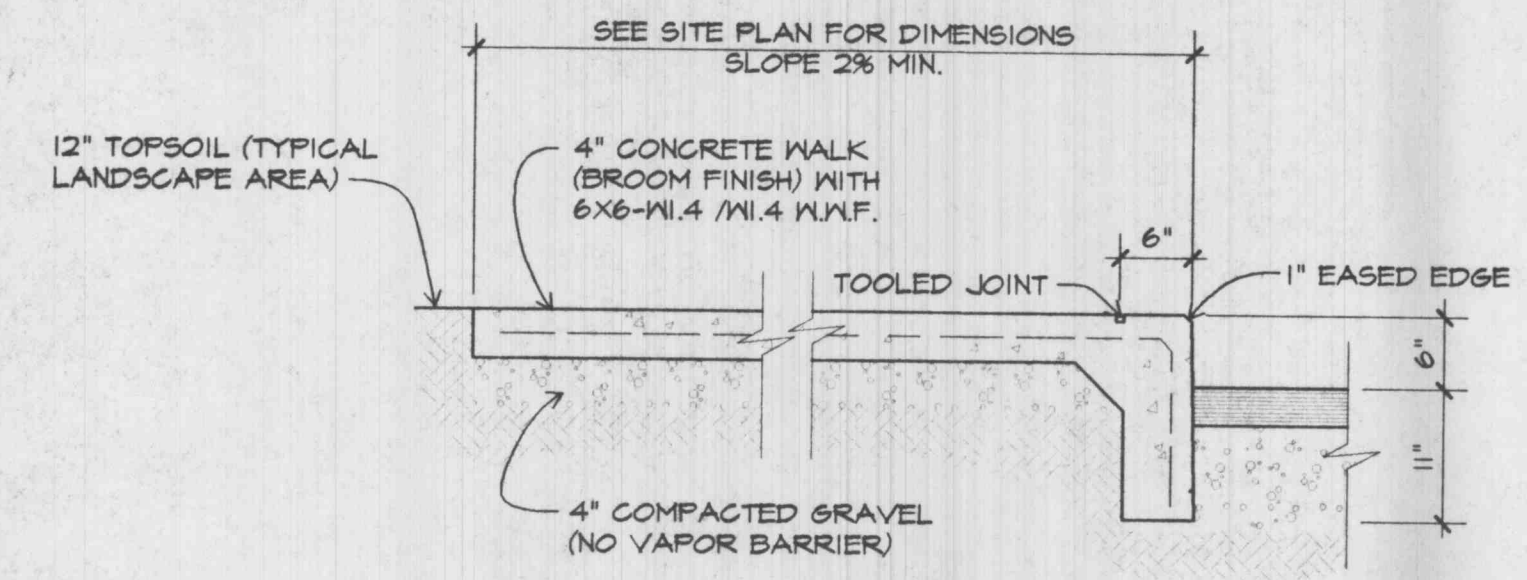 SEE SITE PLAN FOR DIMENSIONS
SLOPE 2% MIN.
12" TOPSOIL (TYPICAL
LANDSCAPE AREA)
4" CONCRETE WALK
(BROOM FINISH) WITH
6X6-W1.4 /W1.4 W.W.F.
6"
TOOLED JOINT
1" EASED EDGE
6"
11"
4" COMPACTED GRAVEL
(NO VAPOR BARRIER)